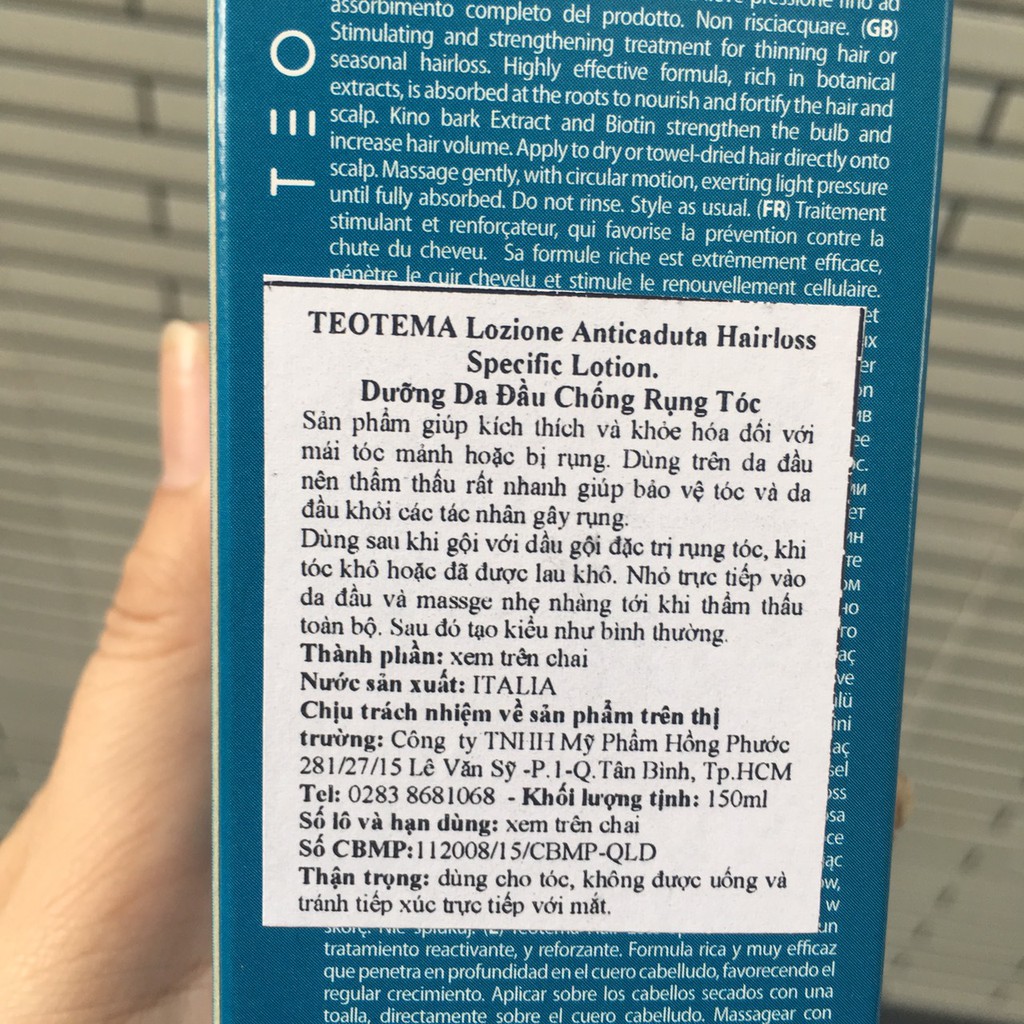 assorbimento completo del prodotto. Non risciacquare. (GB)
Stimulating and strengthening treatment for thinning hair or
seasonal hairloss. Highly effective formula, rich in botanical
extracts, is absorbed at the roots to nourish and fortify the hair and
scalp. Kino bark Extract and Biotin strengthen the bulb and
increase hair volume. Apply to dry or towel-dried hair directly onto
scalp. Massage gently, with circular motion, exerting light pressure
until fully absorbed. Do not rinse. Style as usual. (FR) Traitement
stimulant et renforçateur, qui favorise la prévention contre la
chute du cheveu. Sa formule riche est extrêmement efficace,
pénètre le cuir chevelu et stimule le renouvellement cellulaire.
TEO
TEOTEMA Lozione Anticaduta Hairloss
Specific Lotion.
Dưỡng Da Đầu Chống Rụng Tóc
Sản phẩm giúp kích thích và khỏe hóa đối với
mái tóc mảnh hoặc bị rụng. Dùng trên da đầu
nên thẩm thấu rất nhanh giúp bảo vệ tóc và da
đầu khỏi các tác nhân gây rụng.
Dùng sau khi gội với dầu gội đặc trị rụng tóc, khi
tóc khô hoặc đã được lau khô. Nhỏ trực tiếp vào
da đầu và massge nhẹ nhàng tới khi thẩm thấu
toàn bộ. Sau đó tạo kiểu như bình thường.
Thành phần: xem trên chai
Nước sản xuất: ITALIA
Chịu trách nhiệm về sản phẩm trên thị
trường: Công ty TNHH Mỹ Phẩm Hồng Phước
281/27/15 Lê Văn Sỹ -P.1-Q.Tân Bình, Tp.HCM
Tel: 0283 8681068 - Khối lượng tịnh: 150ml
Số lô và hạn dùng: xem trên chai
Số CBMP:112008/15/CBMP-QLD
Thận trọng: dùng cho tóc, không được uống và
tránh tiếp xúc trực tiếp với mắt.
tratamiento reactivante, y reforzante. Formula rica y muy efficaz
que penetra en profundidad en el cuero cabelludo, favorecendo el
regular crecimiento. Aplicar sobre los cabellos secados con una
toalla, directamente sobre el cuero cabelludo. Massagear con